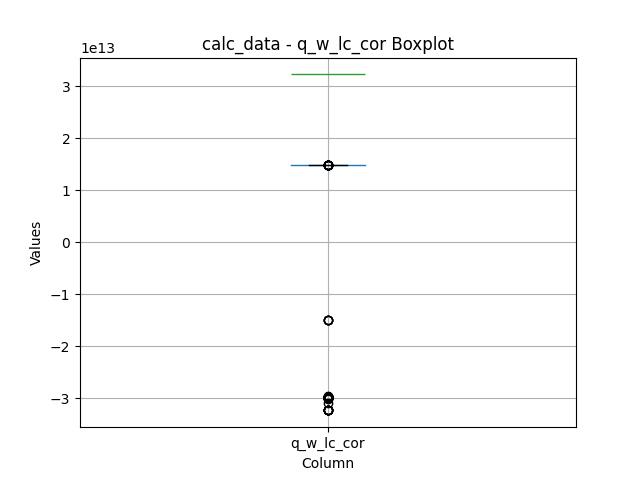 calc_data - q_w_lc_cor Boxplot
1e13
3
2
1
0
−1
−2
−3
Values
q_w_lc_cor
Column